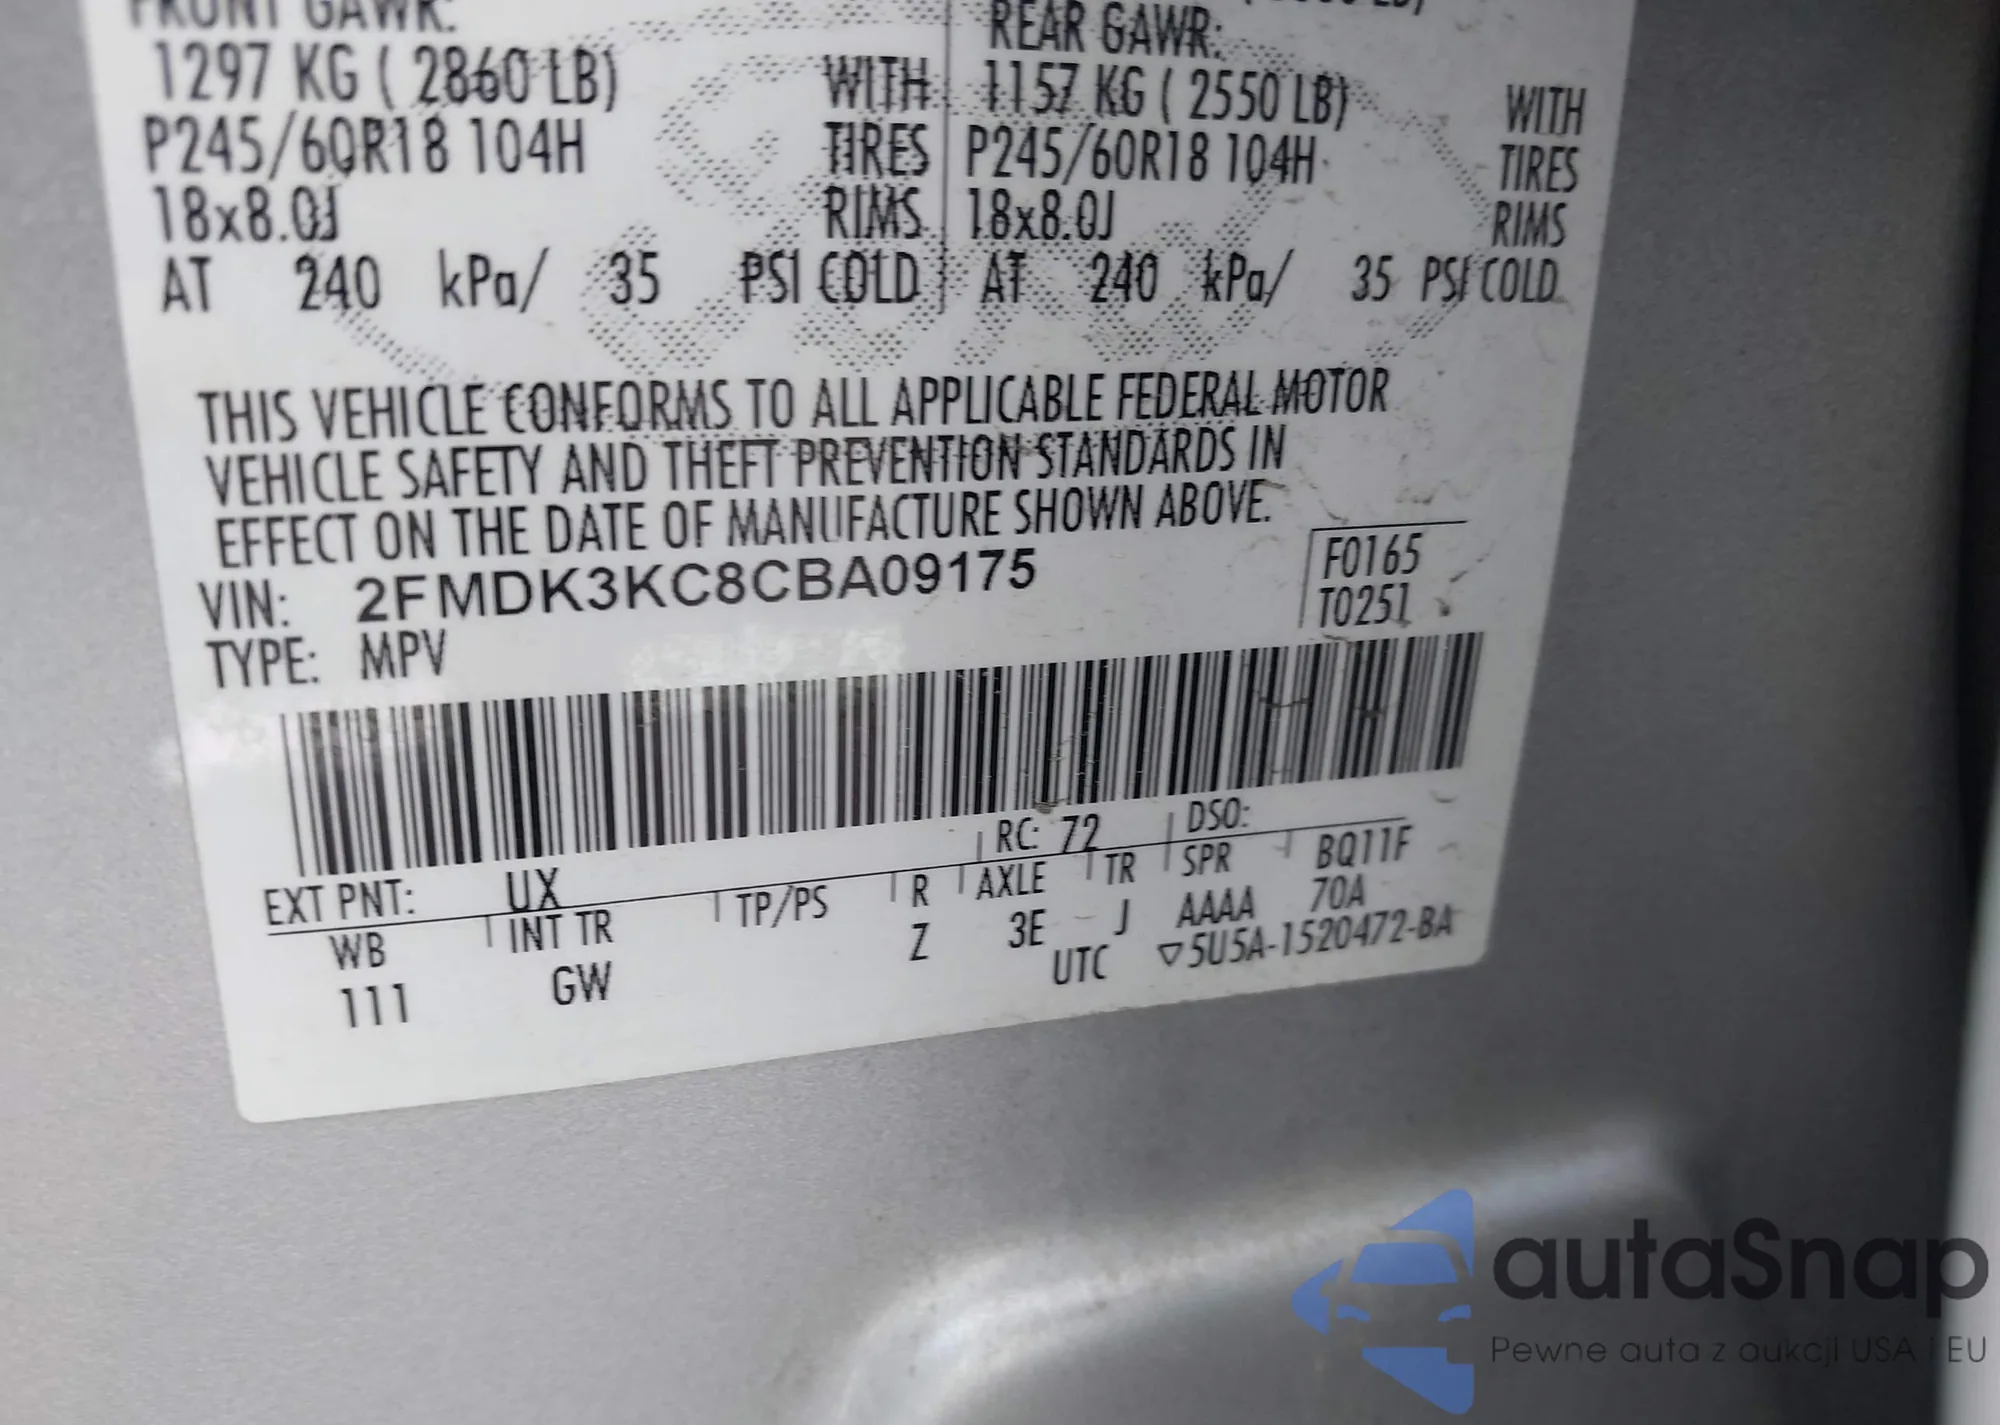 FRONT GAWR:
1297 KG ( 2860 LB) WITH
P245/60R18 104H TIRES
18x8.0J RIMS
AT 240 kPa/ 35 PSI COLD
REAR GAWR:
1157 KG ( 2550 LB) WITH
P245/60R18 104H TIRES
18x8.0J RIMS
AT 240 kPa/ 35 PSI COLD
THIS VEHICLE CONFORMS TO ALL APPLICABLE FEDERAL MOTOR
VEHICLE SAFETY AND THEFT PREVENTION STANDARDS IN
EFFECT ON THE DATE OF MANUFACTURE SHOWN ABOVE.
VIN: 2FMDK3KC8CBA09175
TYPE: MPV
F0165
T0251
EXT PNT: UX RC: 72 DSO:
WB INT TR TP/PS R AXLE TR SPR BQ11F
111 GW Z 3E J AAAA 70A
UTC ▽5U5A-1520472-BA
autaSnap
Pewne auta z aukcji USA i EU